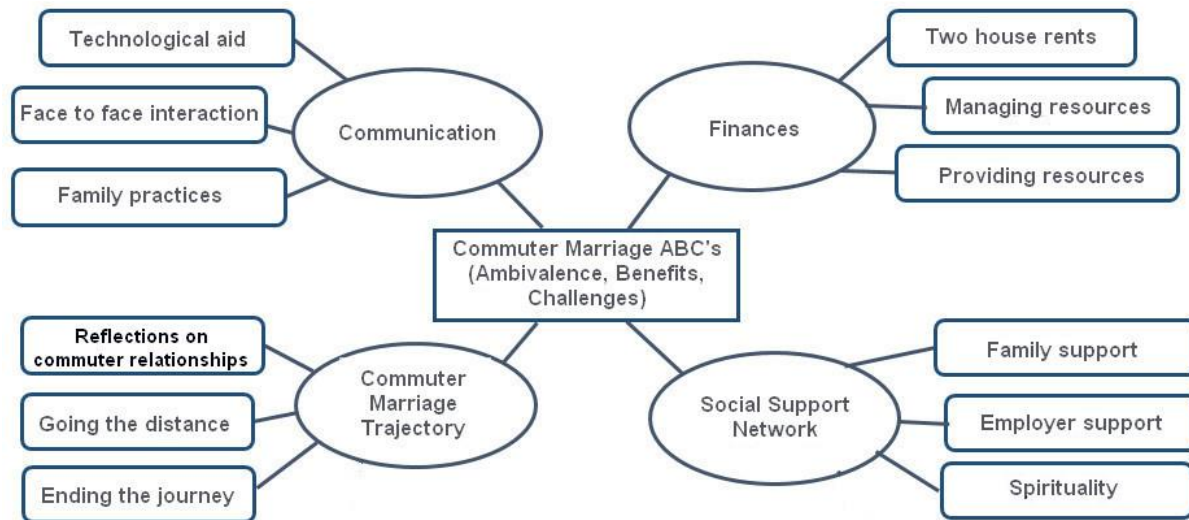 Technological aid
Face to face interaction
Family practices
Communication
Two house rents
Managing resources
Providing resources
Finances
Commuter Marriage ABC's
(Ambivalence, Benefits,
Challenges)
Reflections on
commuter relationships
Going the distance
Ending the journey
Commuter
Marriage
Trajectory
Family support
Employer support
Spirituality
Social Support
Network